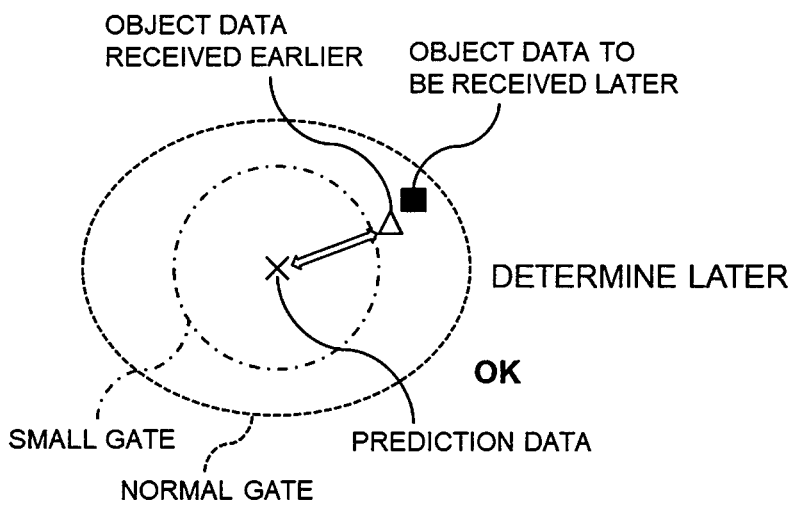 OBJECT DATA
RECEIVED EARLIER
OBJECT DATA TO
BE RECEIVED LATER
DETERMINE LATER
OK
SMALL GATE
PREDICTION DATA
NORMAL GATE